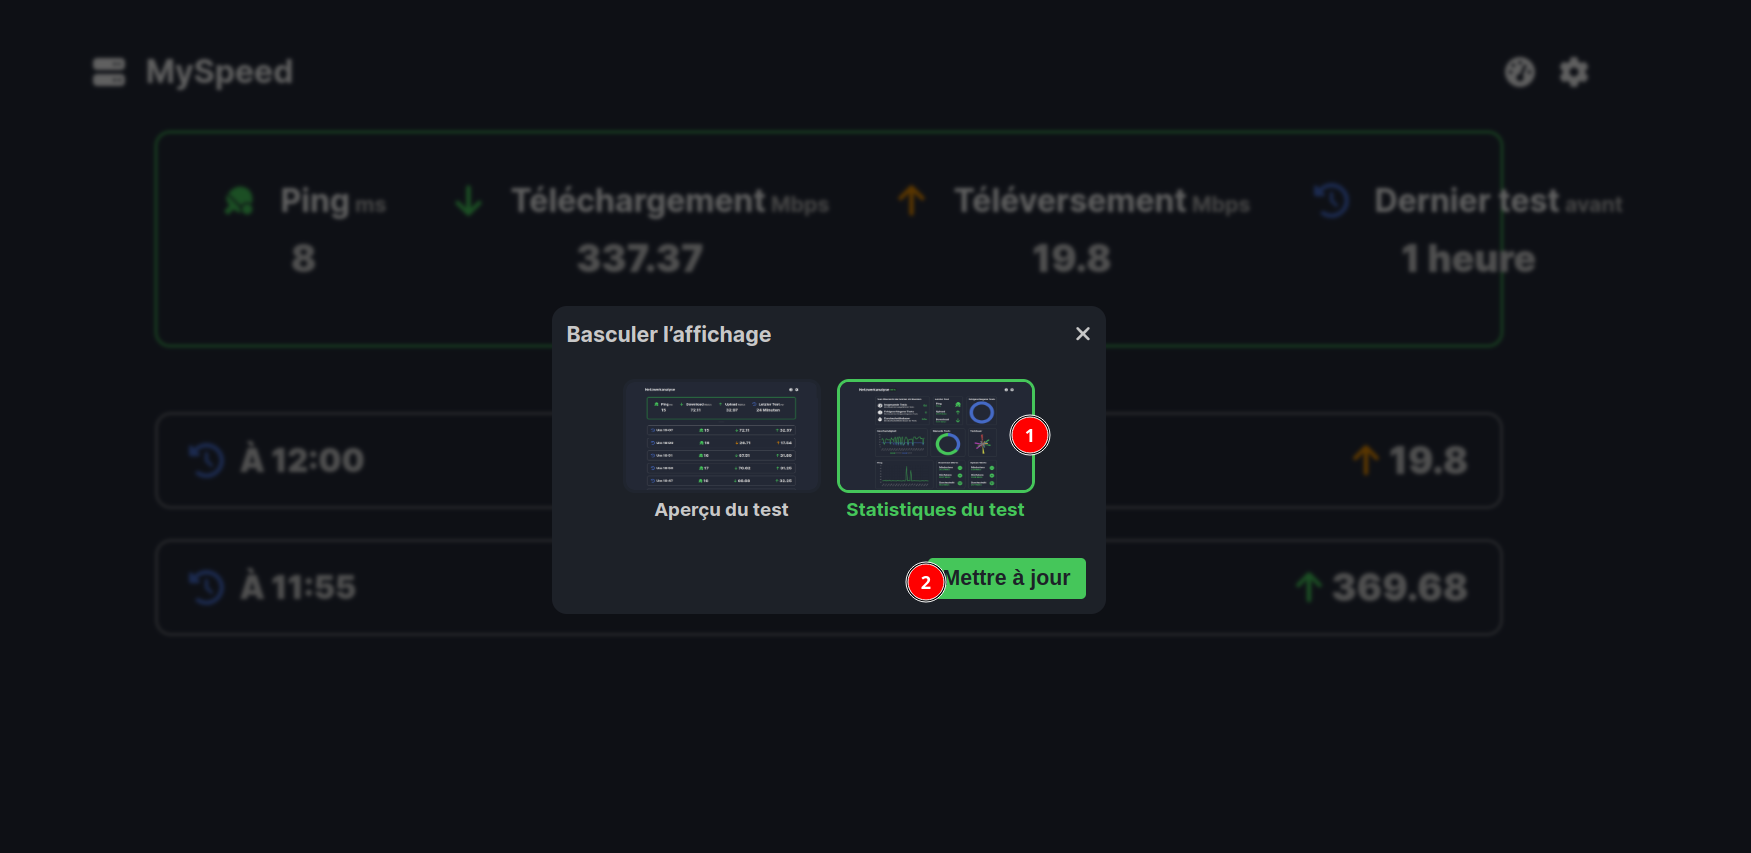 MySpeed
Ping ms
Téléchargement Mbps
Téléversement Mbps
Dernier test avant
8
337.37
19.8
1 heure
Basculer l’affichage
Aperçu du test
Statistiques du test
1
2
Mettre à jour
À 12:00
19.8
À 11:55
369.68